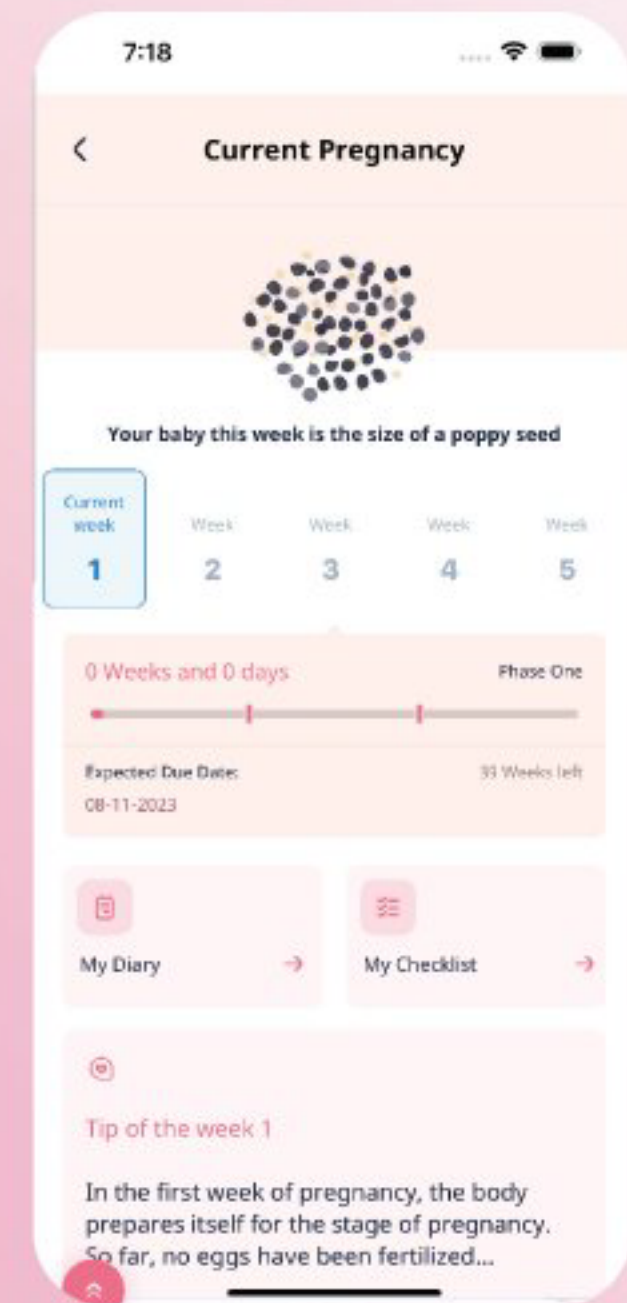 7:18
Current Pregnancy
Your baby this week is the size of a poppy seed
Current week
1
Week
2
Week
3
Week
4
Week
5
0 Weeks and 0 days
Phase One
Expected Due Date:
39 Weeks left
08-11-2023
My Diary
My Checklist
Tip of the week 1
In the first week of pregnancy, the body
prepares itself for the stage of pregnancy.
So far, no eggs have been fertilized...